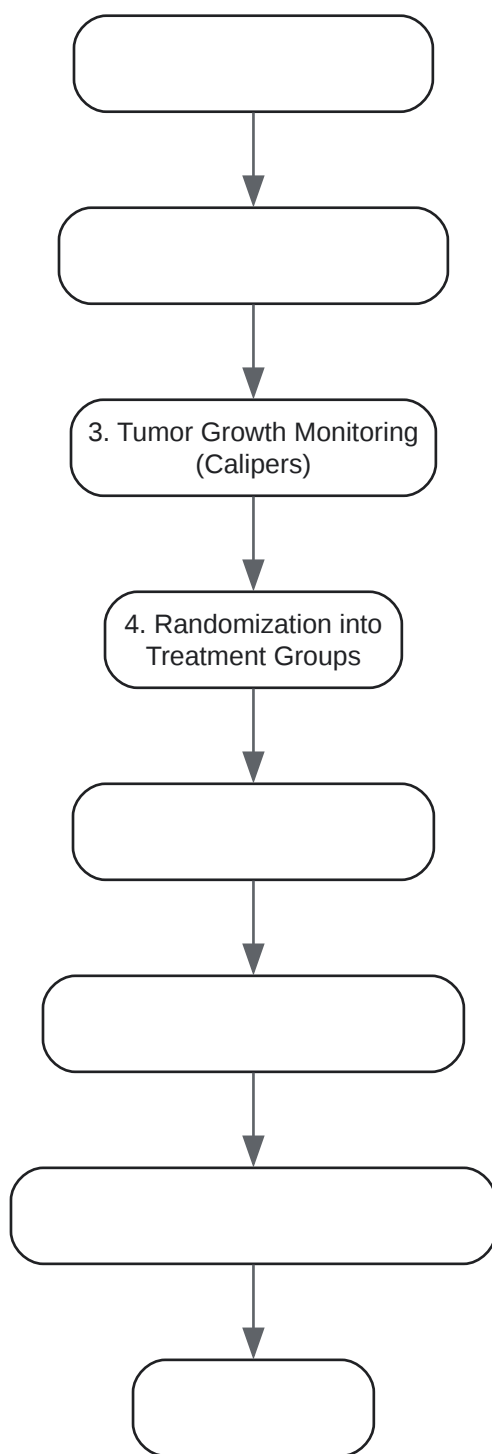 3. Tumor Growth Monitoring
(Calipers)
4. Randomization into
Treatment Groups